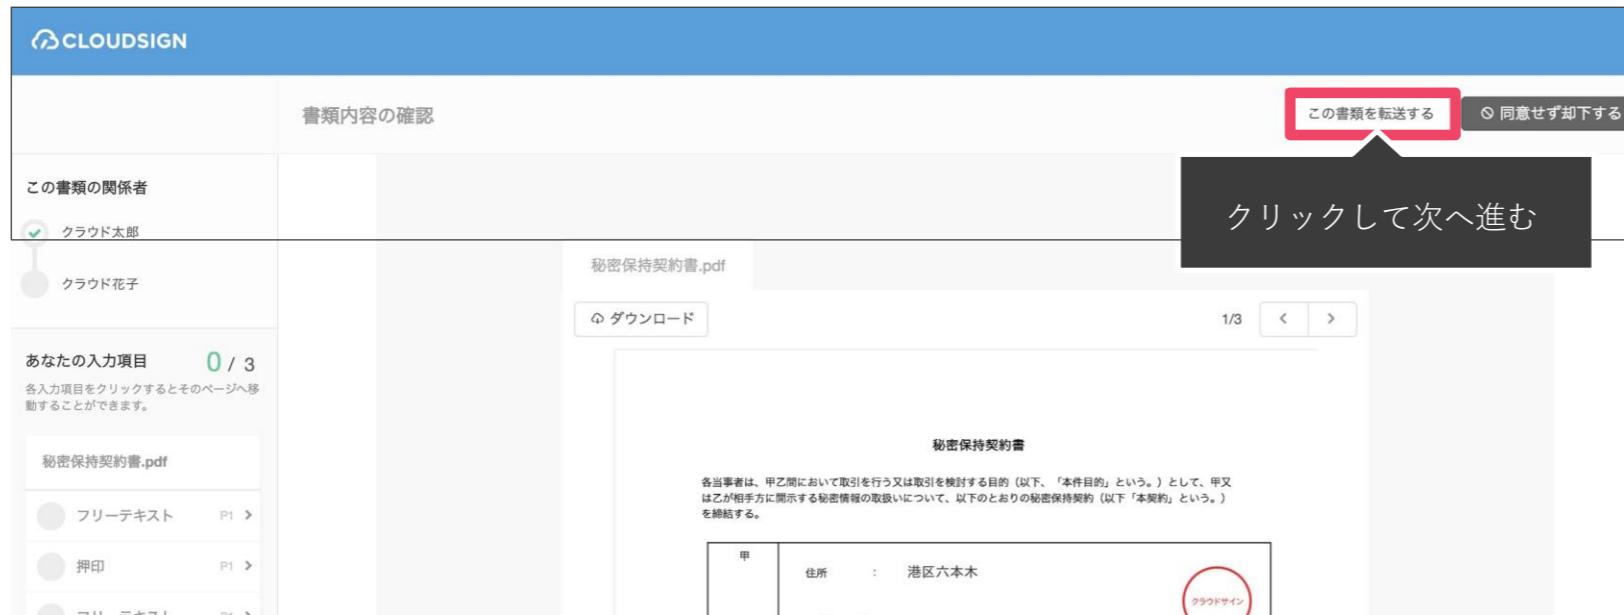 CLOUDSIGN
書類内容の確認
この書類を転送する
同意せず却下する
クリックして次へ進む
この書類の関係者
クラウド太郎
クラウド花子
あなたの入力項目 0 / 3
各入力項目をクリックするとそのページへ移
動することができます。
秘密保持契約書.pdf
フリーテキスト P1
押印 P1
フリーテキスト P1
秘密保持契約書.pdf
ダウンロード
1/3
秘密保持契約書
各当事者は、甲乙間において取引を行う又は取引を検討する目的（以下、「本件目的」という。）として、甲又
は乙が相手方に開示する秘密情報の取扱いについて、以下のとおりの秘密保持契約（以下「本契約」という。）
を締結する。
甲
住所 : 港区六本木
クラウドサイン